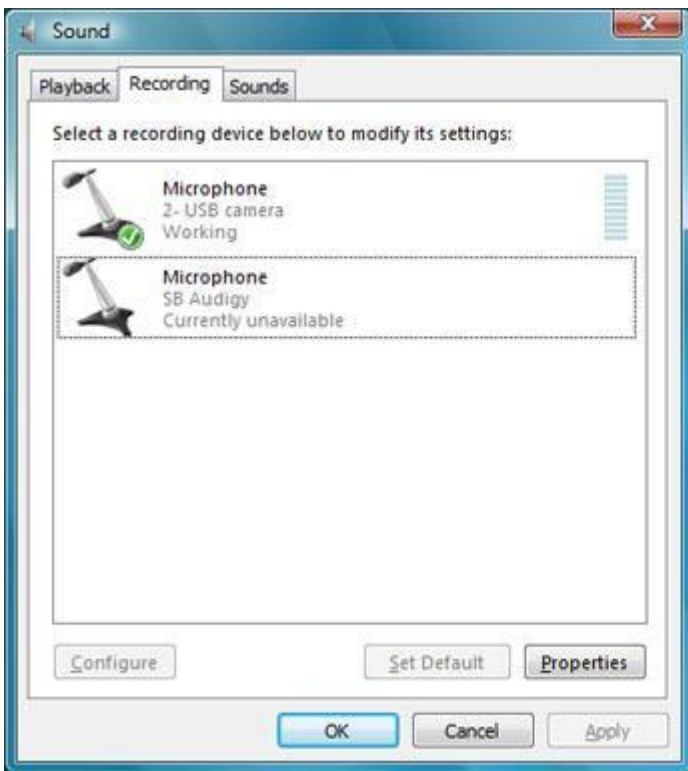 Sound
Playback Recording Sounds
Select a recording device below to modify its settings:
Microphone
2- USB camera
Working
Microphone
SB Audigy
Currently unavailable
Configure Set Default Properties
OK Cancel Apply